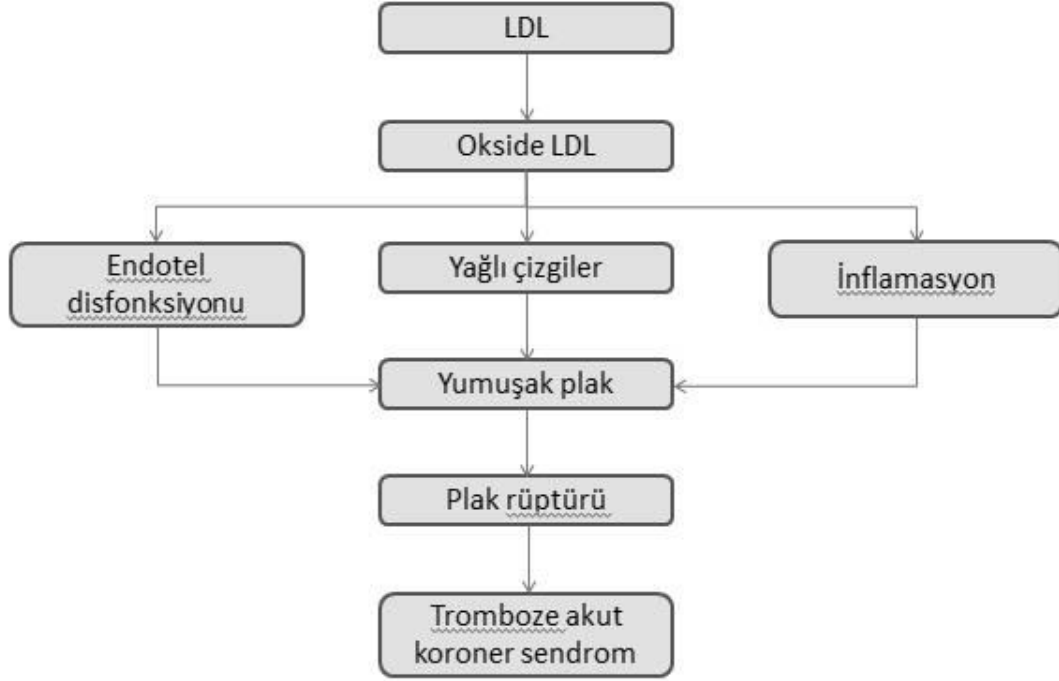 LDL
Okside LDL
Endotel
disfonksiyonu
Yağlı çizgiler
İnflamasyon
Yumuşak plak
Plak rüptürü
Tromboze akut
koroner sendrom